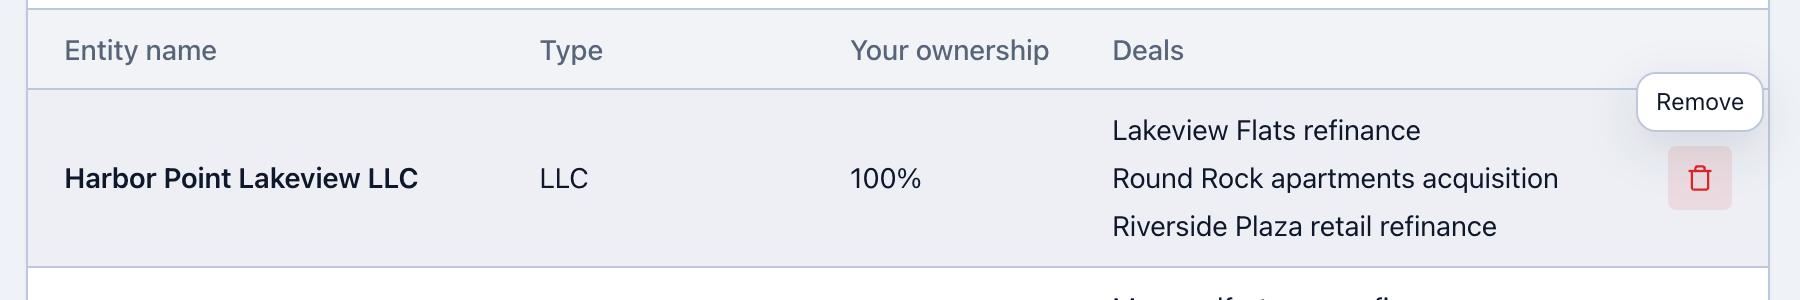 Entity name Type Your ownership Deals
Remove
Lakeview Flats refinance
Harbor Point Lakeview LLC LLC 100% Round Rock apartments acquisition
Riverside Plaza retail refinance